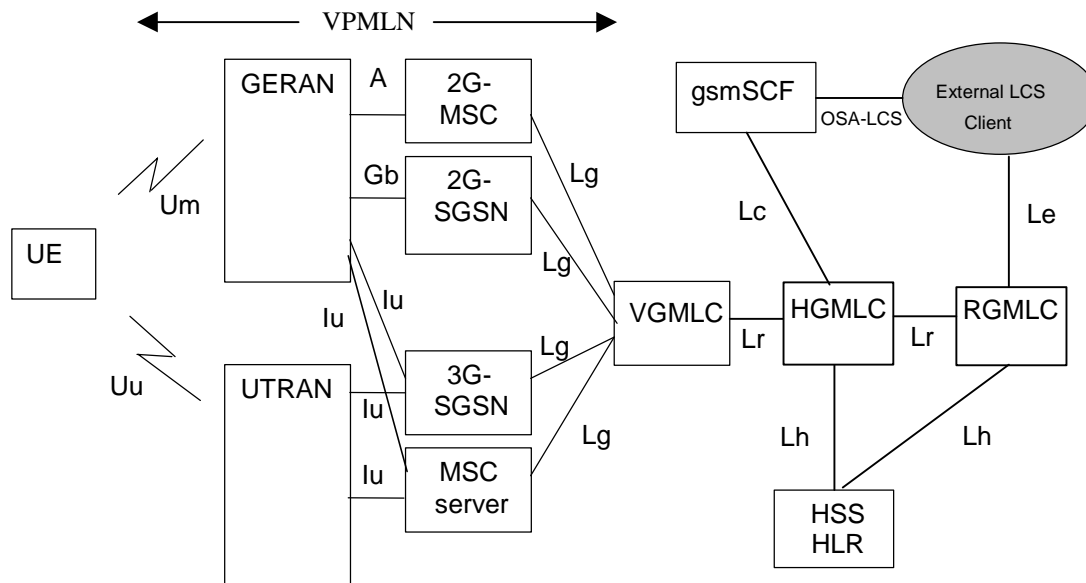 VPMLN
GERAN
A
2G-
MSC
gsmSCF
OSA-LCS
External LCS
Client
Gb
2G-
SGSN
Lg
Um
Lc
Le
UE
Lg
Iu
Iu
VGMLC
Lr
HGMLC
Lr
RGMLC
Uu
UTRAN
Iu
3G-
SGSN
Lg
Lg
Lh
Lh
Iu
MSC
server
HSS
HLR